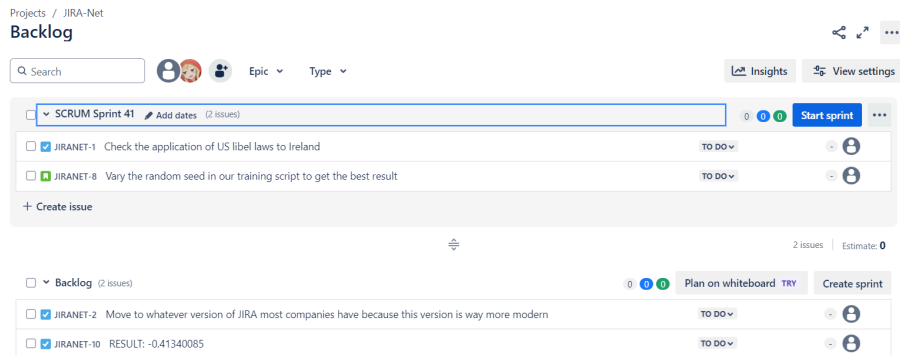 Projects / JIRA-Net
Backlog
Search
Epic
Type
Insights
View settings
SCRUM Sprint 41 Add dates (2 issues) 0 0 0 Start sprint
JIRANET-1 Check the application of US libel laws to Ireland TO DO -
JIRANET-8 Vary the random seed in our training script to get the best result TO DO -
+ Create issue
2 issues Estimate: 0
Backlog (2 issues) 0 0 0 Plan on whiteboard TRY Create sprint
JIRANET-2 Move to whatever version of JIRA most companies have because this version is way more modern TO DO -
JIRANET-10 RESULT: -0.41340085 TO DO -